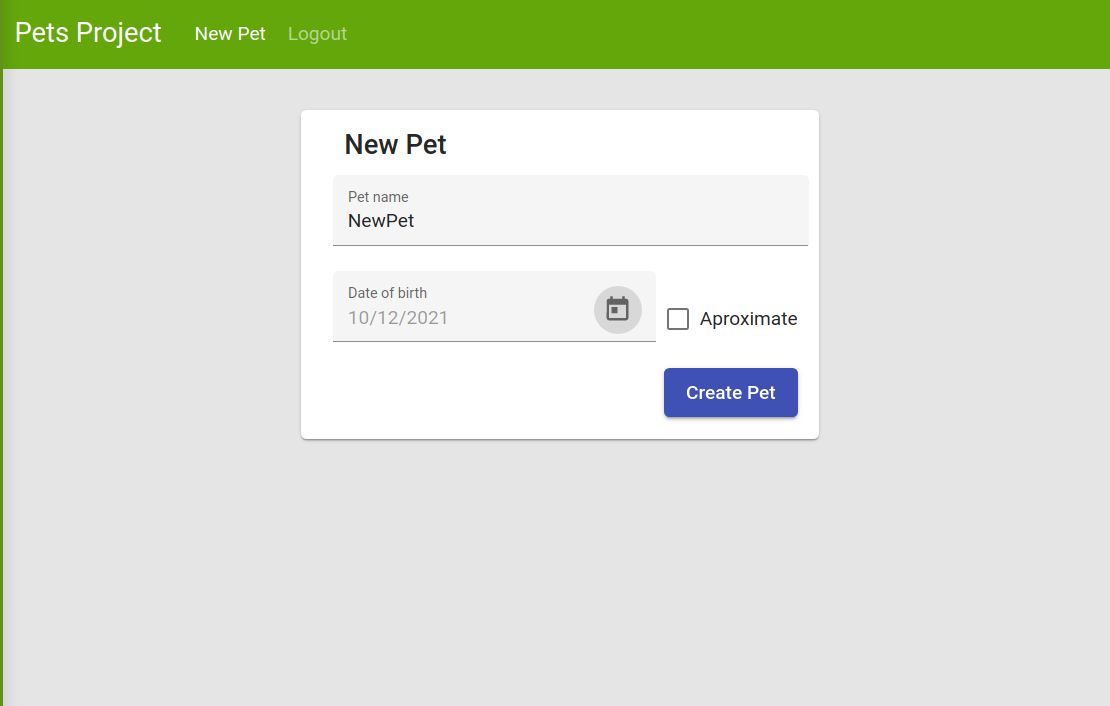 Pets Project New Pet Logout
New Pet
Pet name
NewPet
Date of birth
10/12/2021
Aproximate
Create Pet